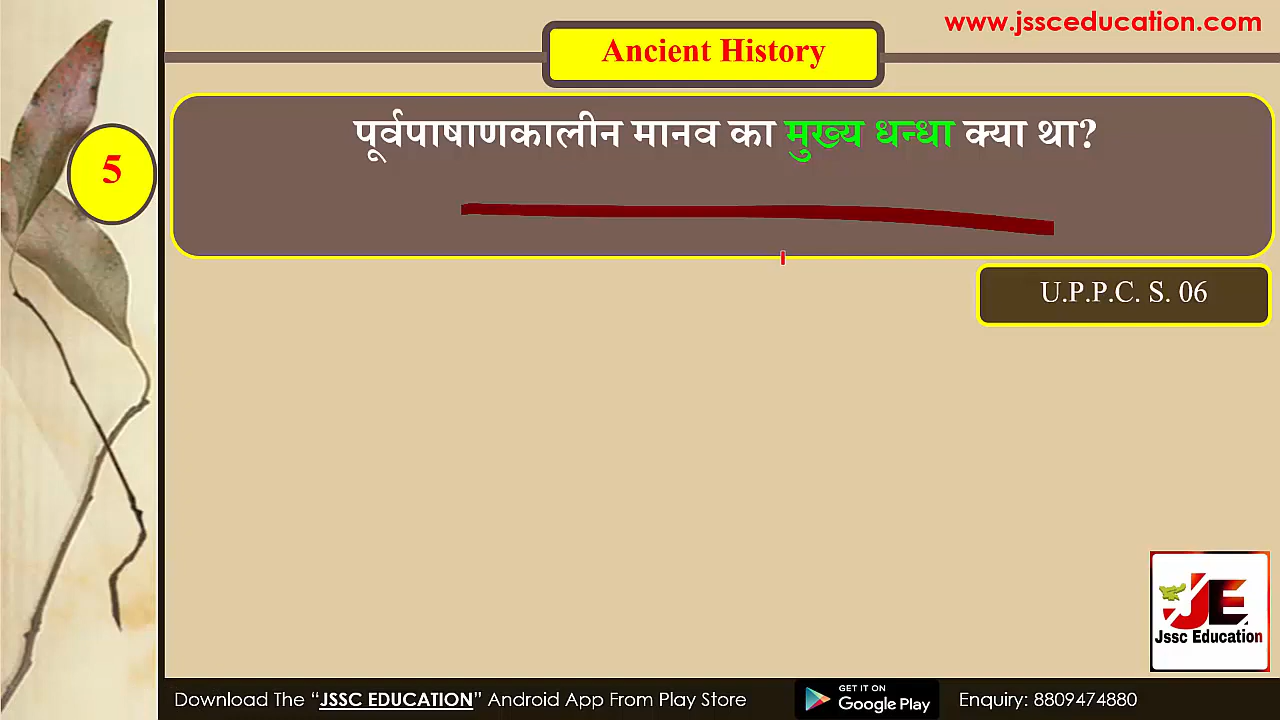 www.jssceducation.com
Ancient History
5
पूर्वपाषाणकालीन मानव का मुख्य धन्धा क्या था?
U.P.P.C. S. 06
JE
Jssc Education
Download The “JSSC EDUCATION” Android App From Play Store
GET IT ON
Google Play
Enquiry: 8809474880